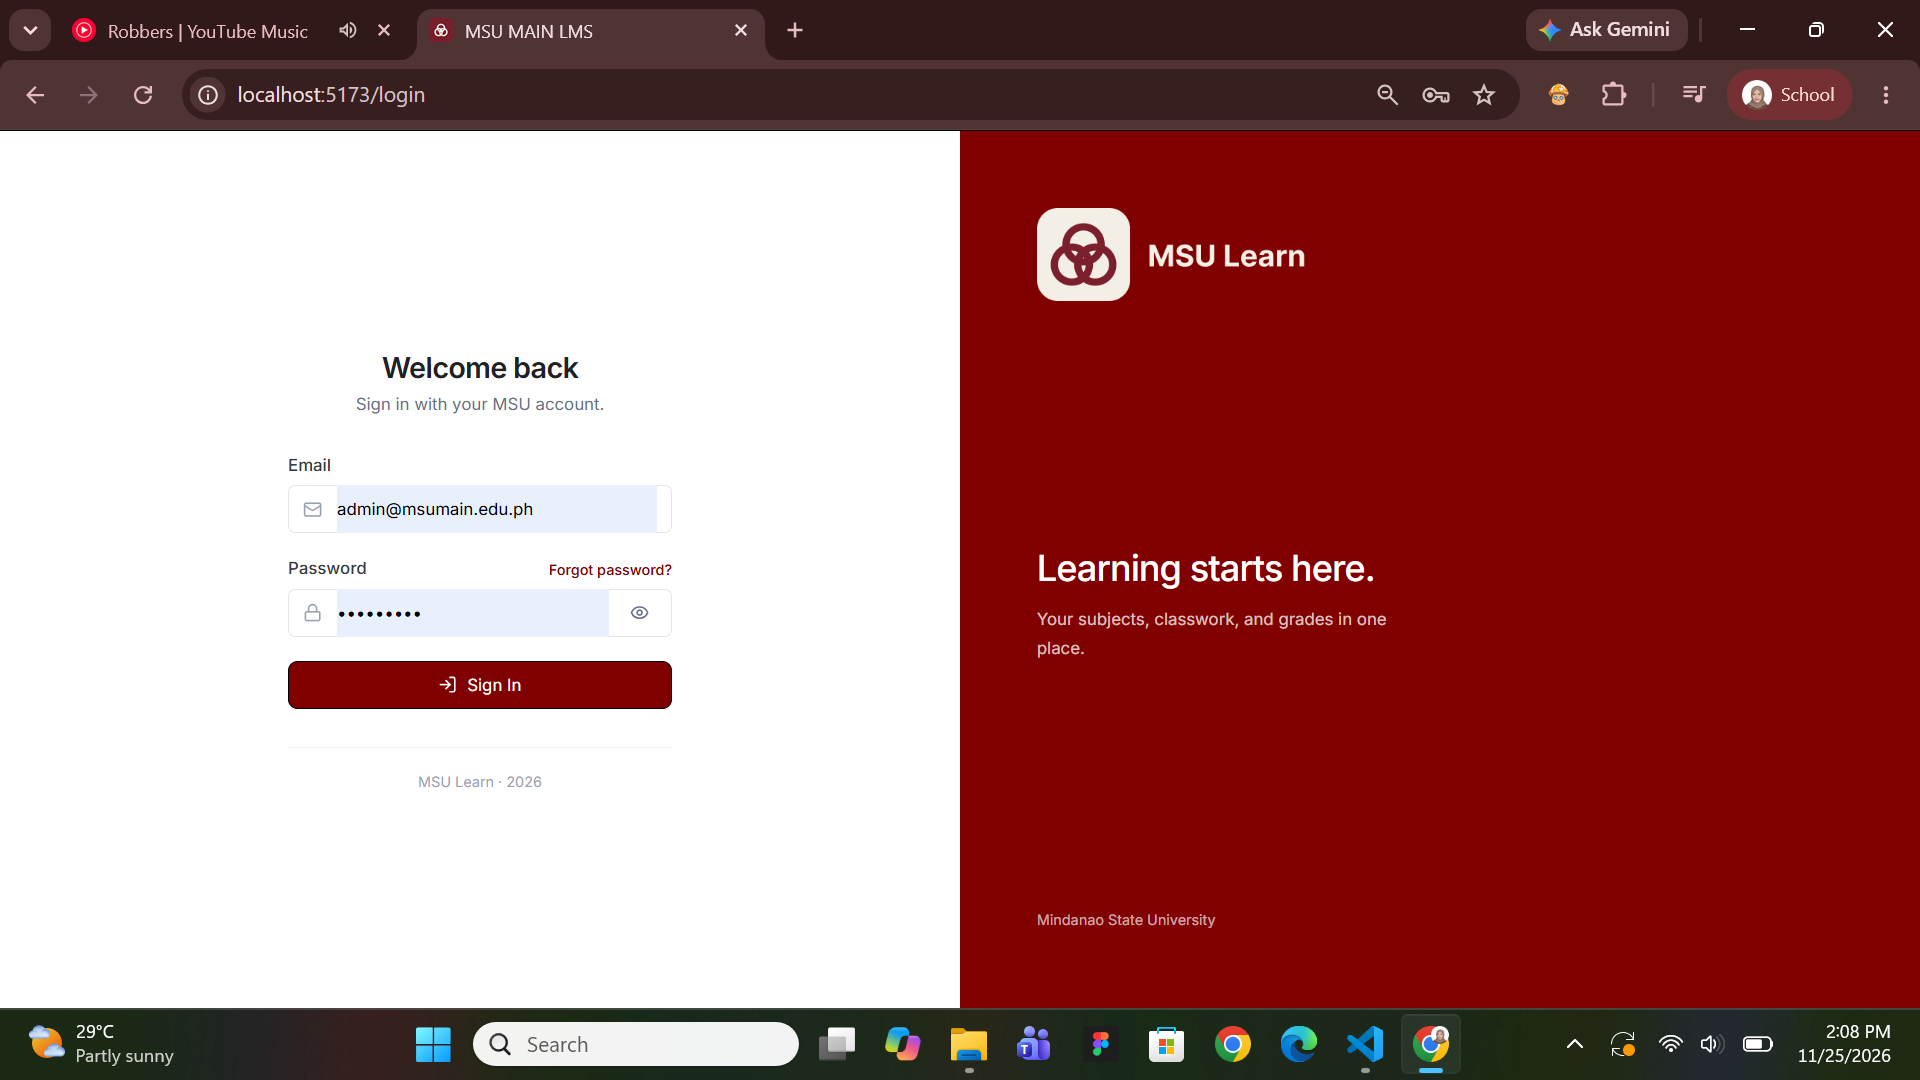 Robbers | YouTube Music
MSU MAIN LMS
Ask Gemini
localhost:5173/login
School
Welcome back
Sign in with your MSU account.
Email
admin@msumain.edu.ph
Password
Forgot password?
•••••••••
Sign In
MSU Learn · 2026
MSU Learn
Learning starts here.
Your subjects, classwork, and grades in one
place.
Mindanao State University
29°C
Partly sunny
Search
2:08 PM
11/25/2026